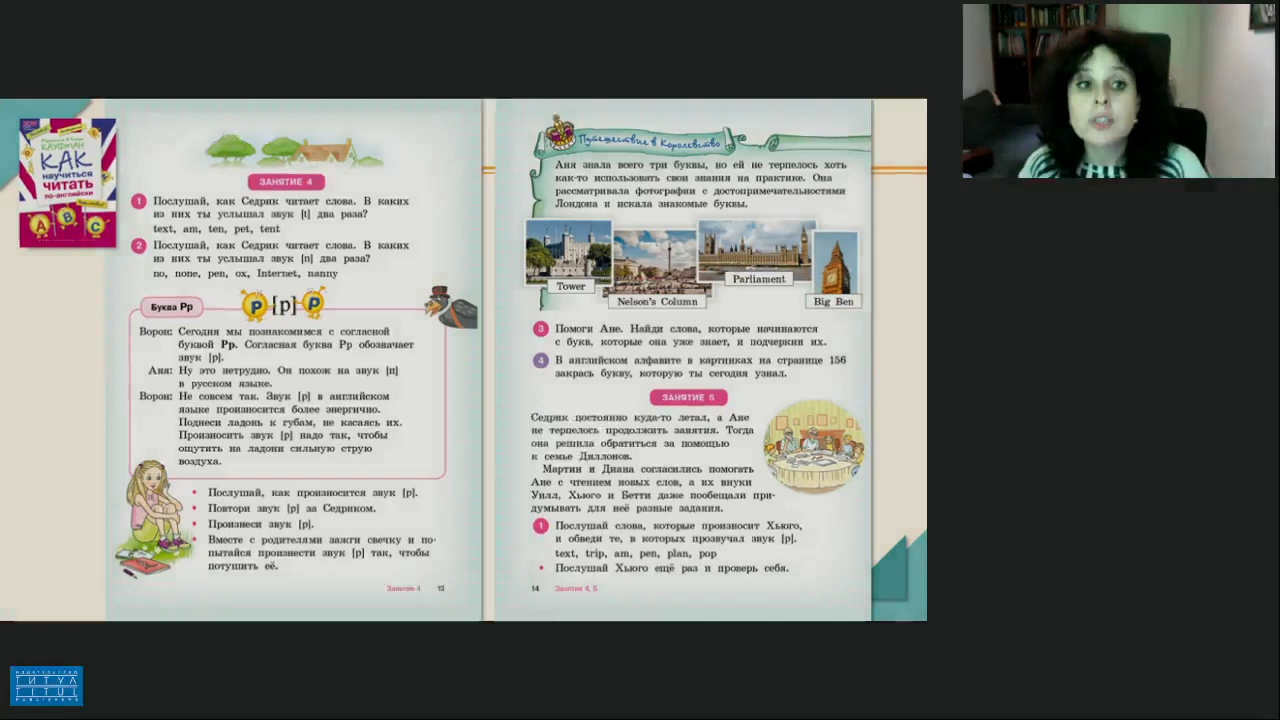 КАУФМАН
КАК
НАУЧИТЬСЯ
ЧИТАТЬ
ПО-АНГЛИЙСКИ
A B C
ЗАНЯТИЕ 4
1 Послушай, как Седрик читает слова. В каких
из них ты услышал звук [t] два раза?
text, am, ten, pet, tent
2 Послушай, как Седрик читает слова. В каких
из них ты услышал звук [n] два раза?
no, none, pen, ox, Internet, nanny
Буква Pp
P [p] P
Ворон: Сегодня мы познакомимся с согласной
буквой Pp. Согласная буква Pp обозначает
звук [p].
Аня: Ну это нетрудно. Он похож на звук [п]
в русском языке.
Ворон: Не совсем так. Звук [p] в английском
языке произносится более энергично.
Поднеси ладонь к губам, не касаясь их.
Произносить звук [p] надо так, чтобы
ощутить на ладони сильную струю
воздуха.
• Послушай, как произносится звук [p].
• Повтори звук [p] за Седриком.
• Произнеси звук [p].
• Вместе с родителями зажги свечку и по-
пытайся произнести звук [p] так, чтобы
потушить её.
Занятие 4 13
Путешествие в Королевство
Аня знала всего три буквы, но ей не терпелось хоть
как-то использовать свои знания на практике. Она
рассматривала фотографии с достопримечательностями
Лондона и искала знакомые буквы.
Tower
Nelson's Column
Parliament
Big Ben
3 Помоги Ане. Найди слова, которые начинаются
с букв, которые она уже знает, и подчеркни их.
4 В английском алфавите в картинках на странице 156
закрась букву, которую ты сегодня узнал.
ЗАНЯТИЕ 5
Седрик постоянно куда-то летал, а Ане
не терпелось продолжить занятия. Тогда
она решила обратиться за помощью
к семье Диллонов.
Мартин и Диана согласились помогать
Ане с чтением новых слов, а их внуки
Уилл, Хьюго и Бетти даже пообещали при-
думывать для неё разные задания.
1 Послушай слова, которые произносит Хьюго,
и обведи те, в которых прозвучал звук [p].
text, trip, am, pen, plan, pop
• Послушай Хьюго ещё раз и проверь себя.
14 Занятия 4, 5
ИЗДАТЕЛЬСТВО
ТИТУЛ
TITUL
PUBLISHERS